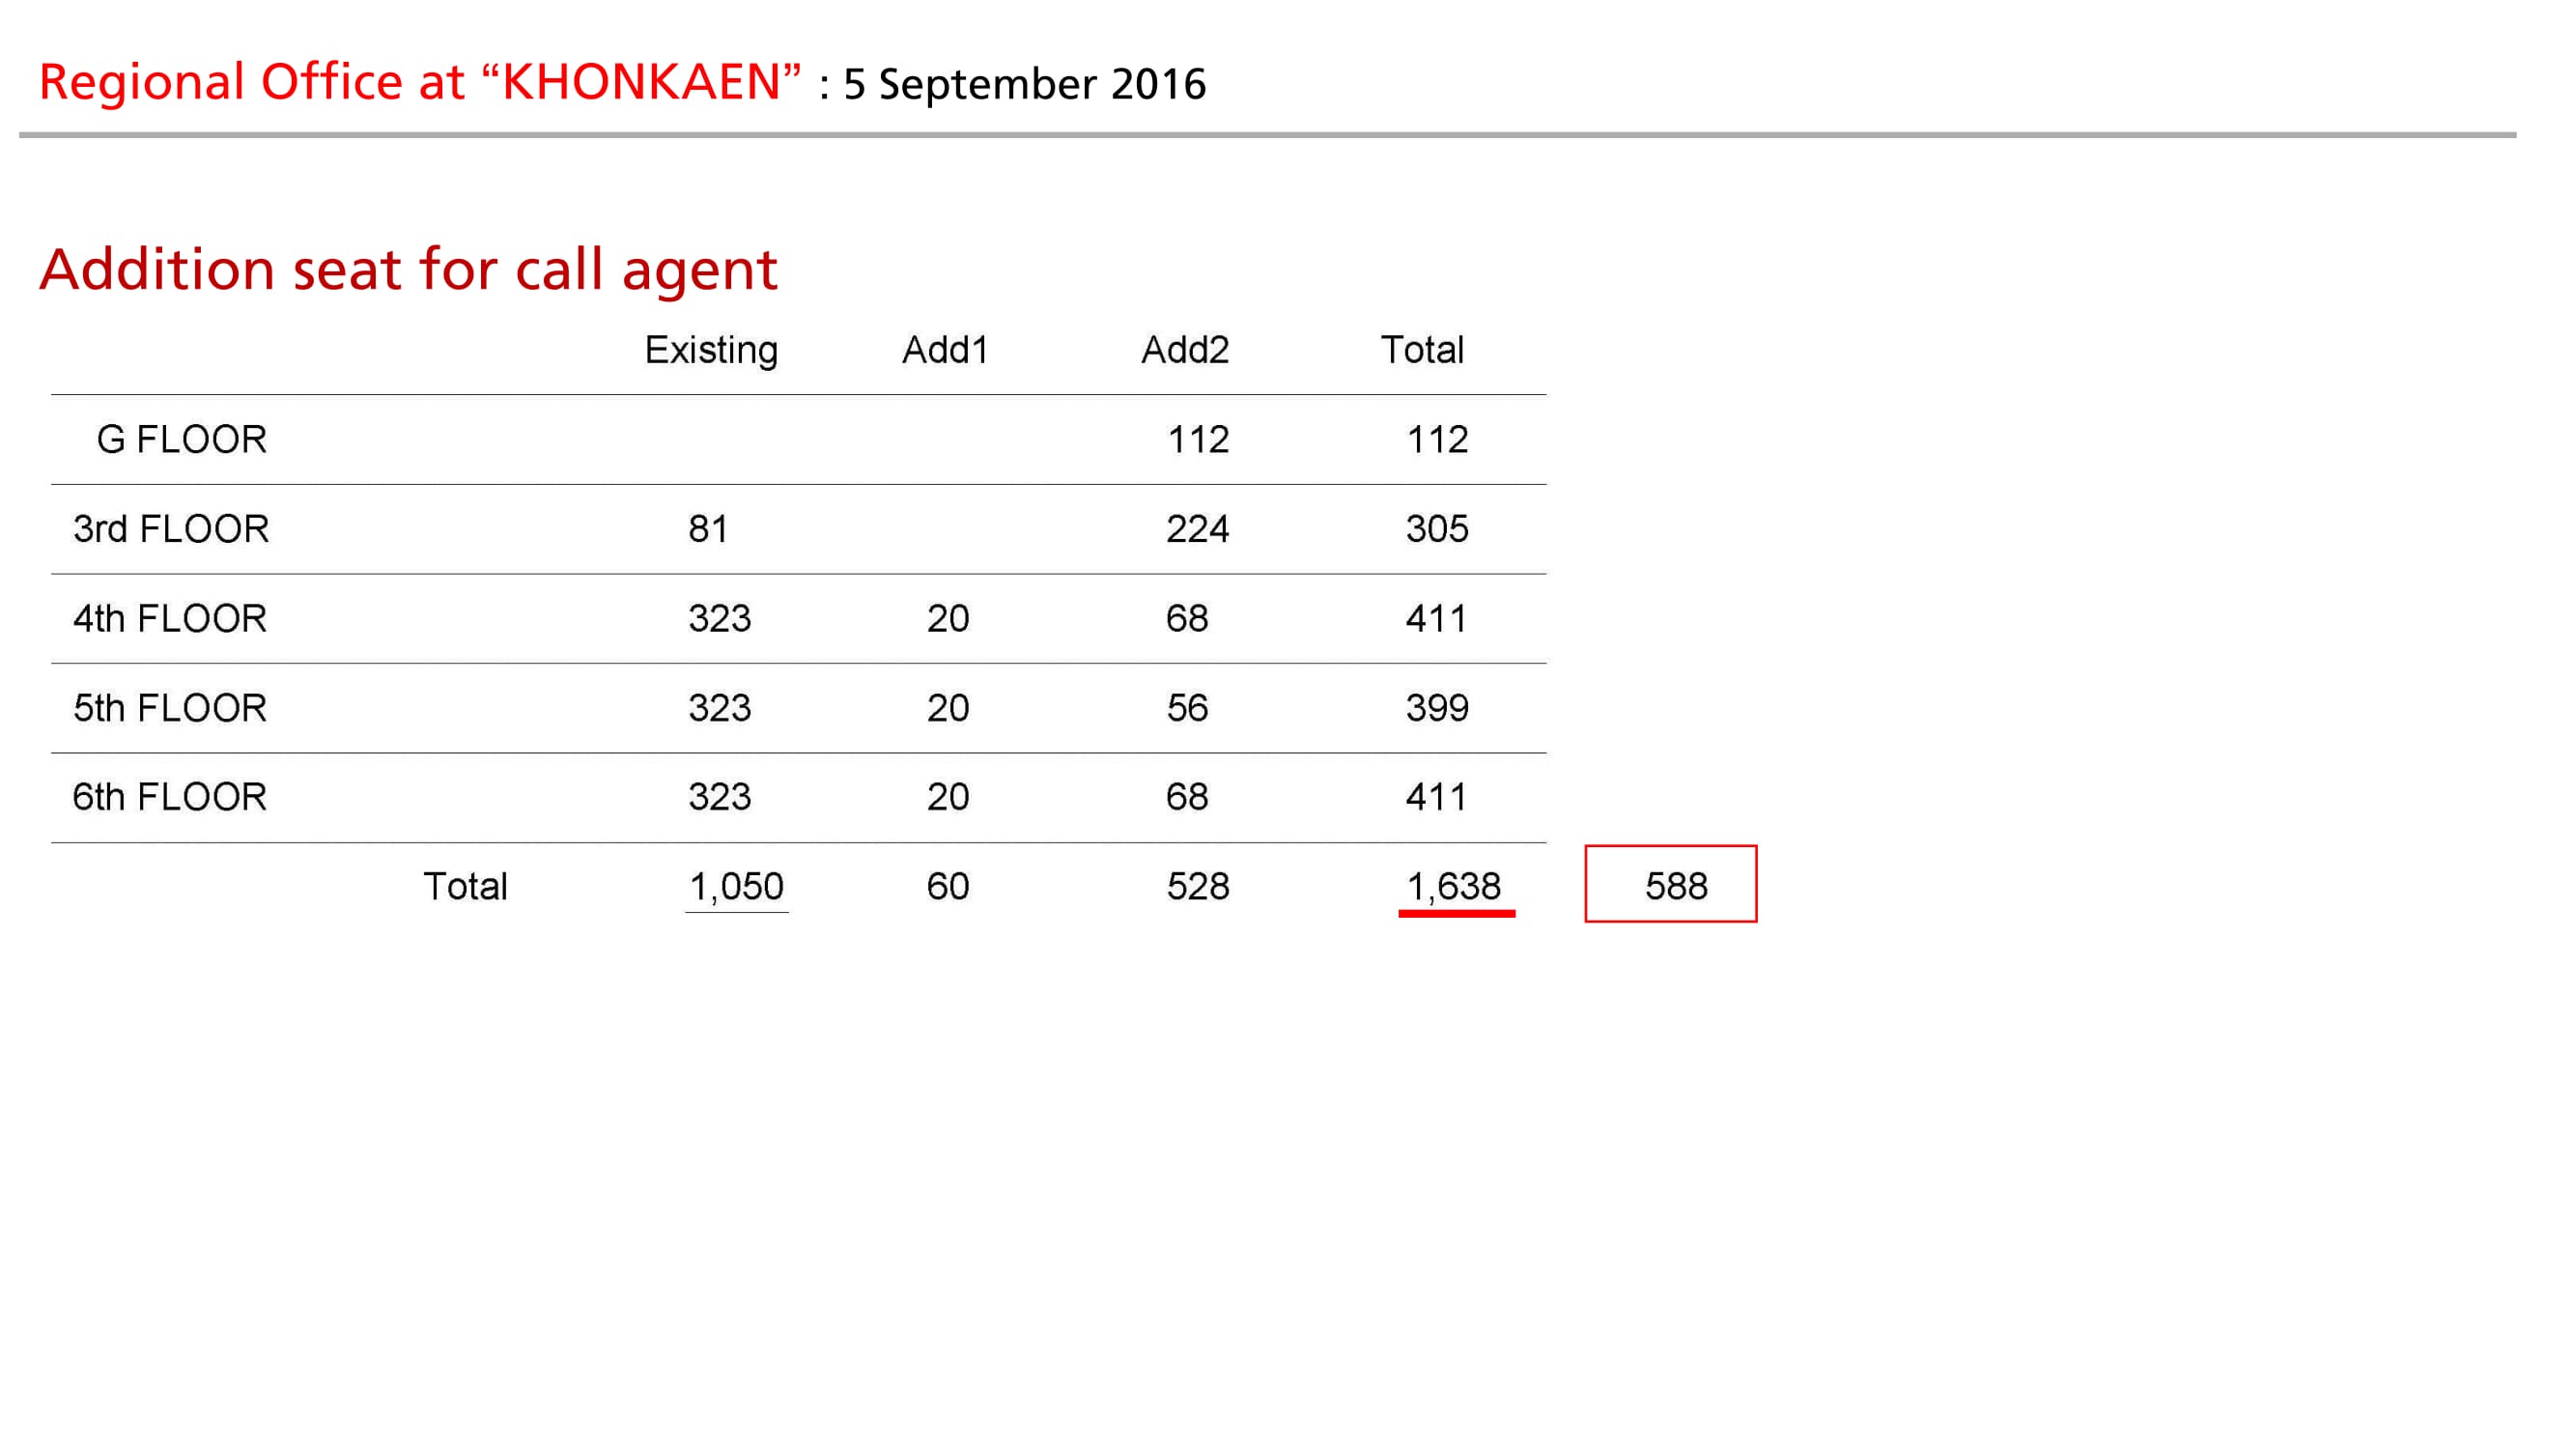 Regional Office at “KHONKAEN” : 5 September 2016
Addition seat for call agent
Existing Add1 Add2 Total
G FLOOR 112 112
3rd FLOOR 81 224 305
4th FLOOR 323 20 68 411
5th FLOOR 323 20 56 399
6th FLOOR 323 20 68 411
Total 1,050 60 528 1,638 588